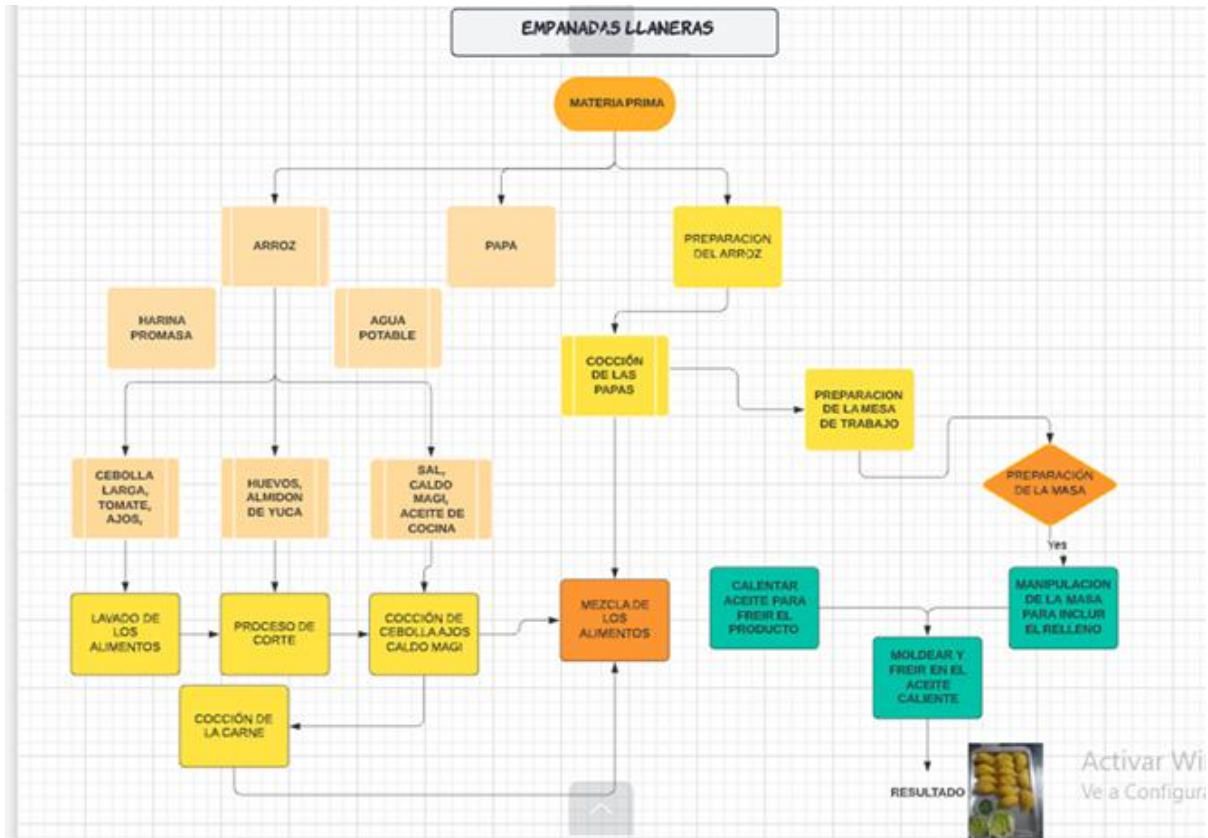 EMPANADAS LLANERAS
MATERIA PRIMA
ARROZ
PAPA
PREPARACION
DEL ARROZ
HARINA
PROMASA
AGUA
POTABLE
COCCIÓN
DE LAS
PAPAS
PREPARACION
DE LA MESA
DE TRABAJO
CEBOLLA
LARGA,
TOMATE,
AJOS,
HUEVOS,
ALMIDON
DE YUCA
SAL,
CALDO
MAGI,
ACEITE DE
COCINA
PREPARACIÓN
DE LA MASA
Yes
LAVADO DE
LOS
ALIMENTOS
PROCESO DE
CORTE
COCCIÓN DE
CEBOLLA AJOS
CALDO MAGI
MEZCLA DE
LOS
ALIMENTOS
CALENTAR
ACEITE PARA
FREIR EL
PRODUCTO
MANIPULACION
DE LA MASA
PARA INCLUR
EL RELLENO
MOLDEAR Y
FREIR EN EL
ACEITE
CALIENTE
COCCIÓN DE
LA CARNE
RESULTADO
Activar Wi
Ve a Configura